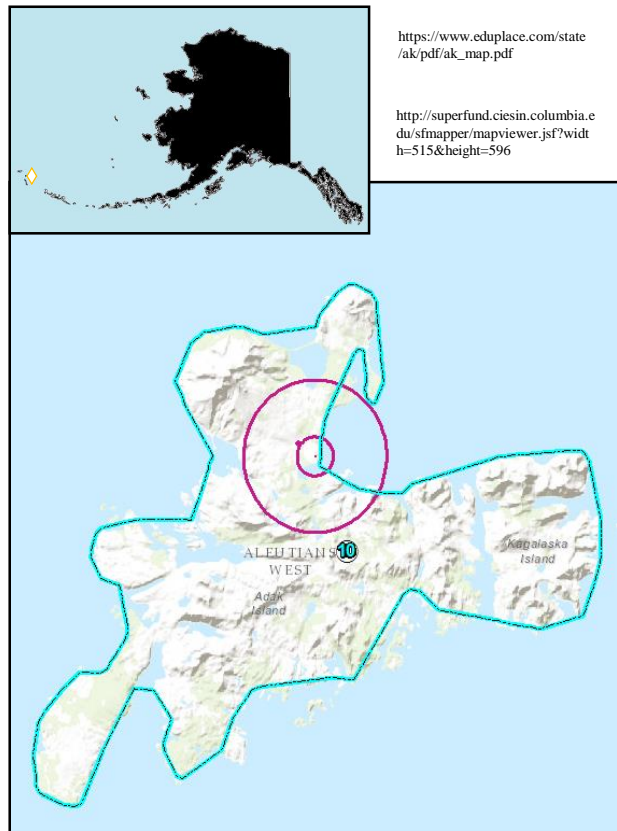 https://www.eduplace.com/state
/ak/pdf/ak_map.pdf
http://superfund.ciesin.columbia.e
du/sfmapper/mapviewer.jsf?widt
h=515&height=596
10
ALEUTIANS
WEST
Adak
Island
Kagalaska
Island